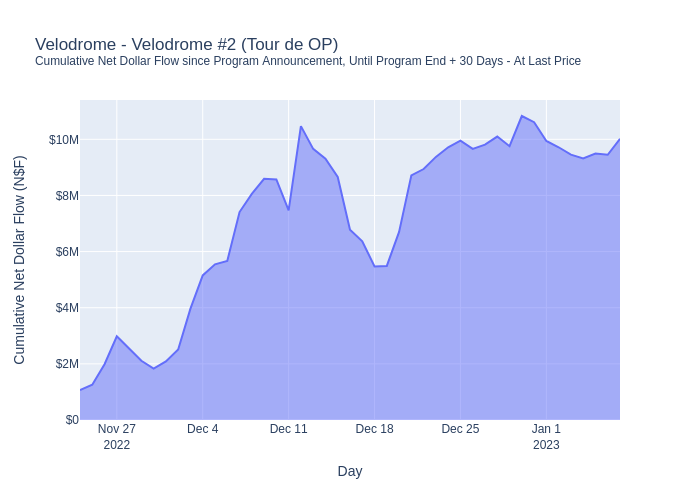 Velodrome - Velodrome #2 (Tour de OP)
Cumulative Net Dollar Flow since Program Announcement, Until Program End + 30 Days - At Last Price
Cumulative Net Dollar Flow (N$F)
$10M
$8M
$6M
$4M
$2M
$0
Nov 27 Dec 4 Dec 11 Dec 18 Dec 25 Jan 1
2022 2023
Day